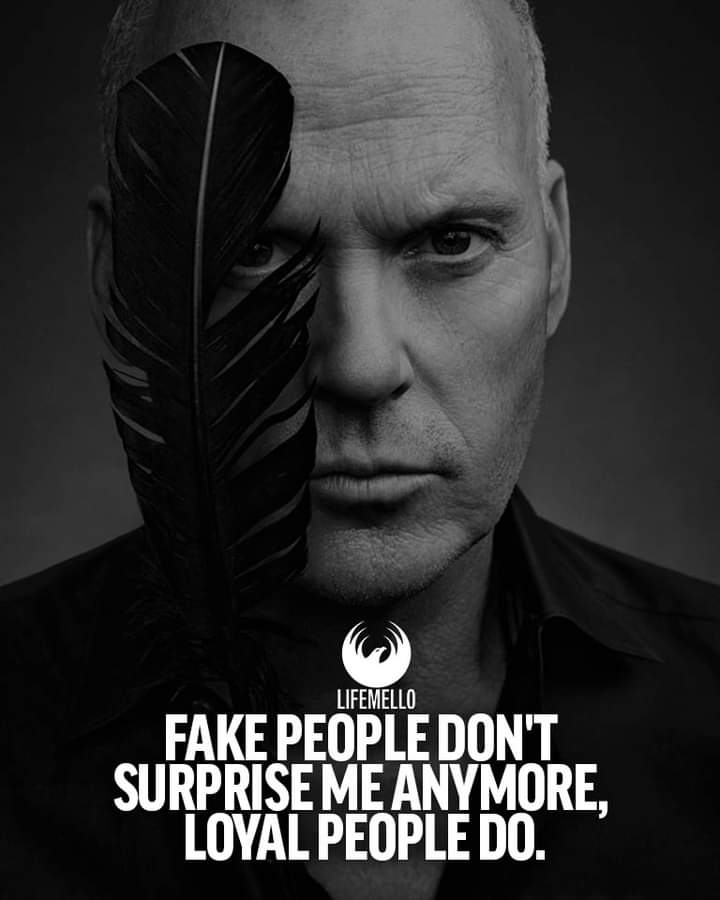 LIFEMELLO
FAKE PEOPLE DON'T
SURPRISE ME ANYMORE,
LOYAL PEOPLE DO.